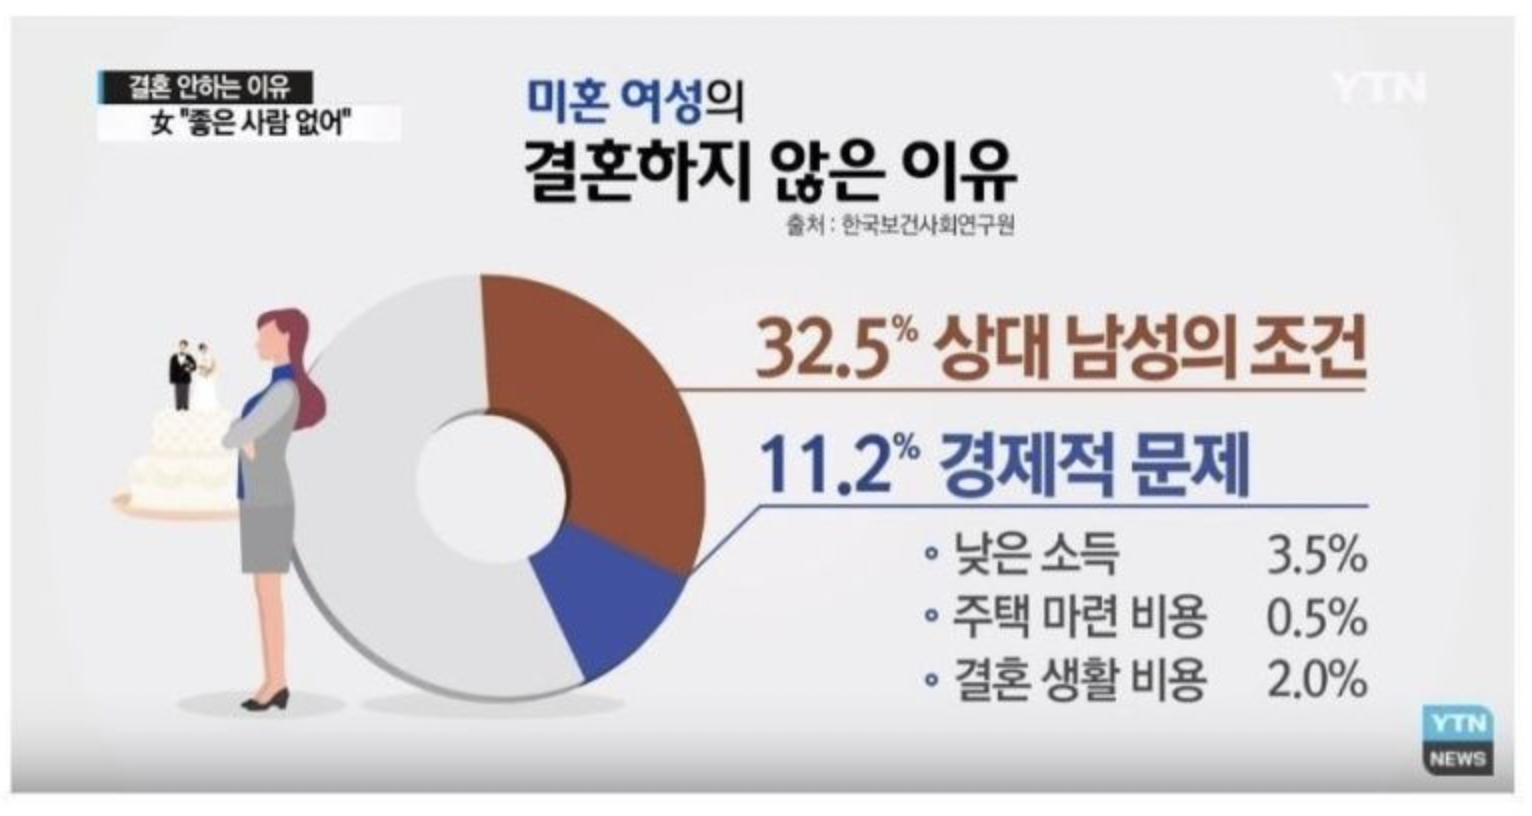 결혼 안하는 이유
女 "좋은 사람 없어"
미혼 여성의
결혼하지 않은 이유
출처 : 한국보건사회연구원
YTN
32.5% 상대 남성의 조건
11.2% 경제적 문제
• 낮은 소득 3.5%
• 주택 마련 비용 0.5%
• 결혼 생활 비용 2.0%
YTN
NEWS